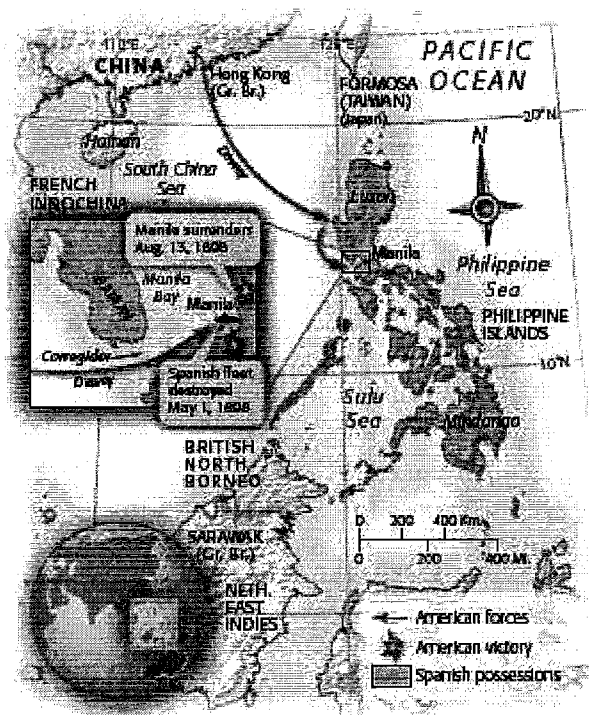 110°E
CHINA
Hong Kong
(Gr. Br.)
PACIFIC
OCEAN
FORMOSA
(TAIWAN)
(Japan)
20°N
N
Hainan
South China
Sea
Dewey
Luzon
FRENCH
INDOCHINA
Manila surrenders
Aug. 13, 1898
Manila
Bay
Manila
Corregidor
Dewey
Spanish fleet
destroyed
May 1, 1898
Manila
Philippine
Sea
PHILIPPINE
ISLANDS
10°N
Sulu
Sea
Mindanao
BRITISH
NORTH
BORNEO
SARAWAK
(Gr. Br.)
NETH.
EAST
INDIES
0 200 400 Km.
0 200 400 Mi.
American forces
American victory
Spanish possessions